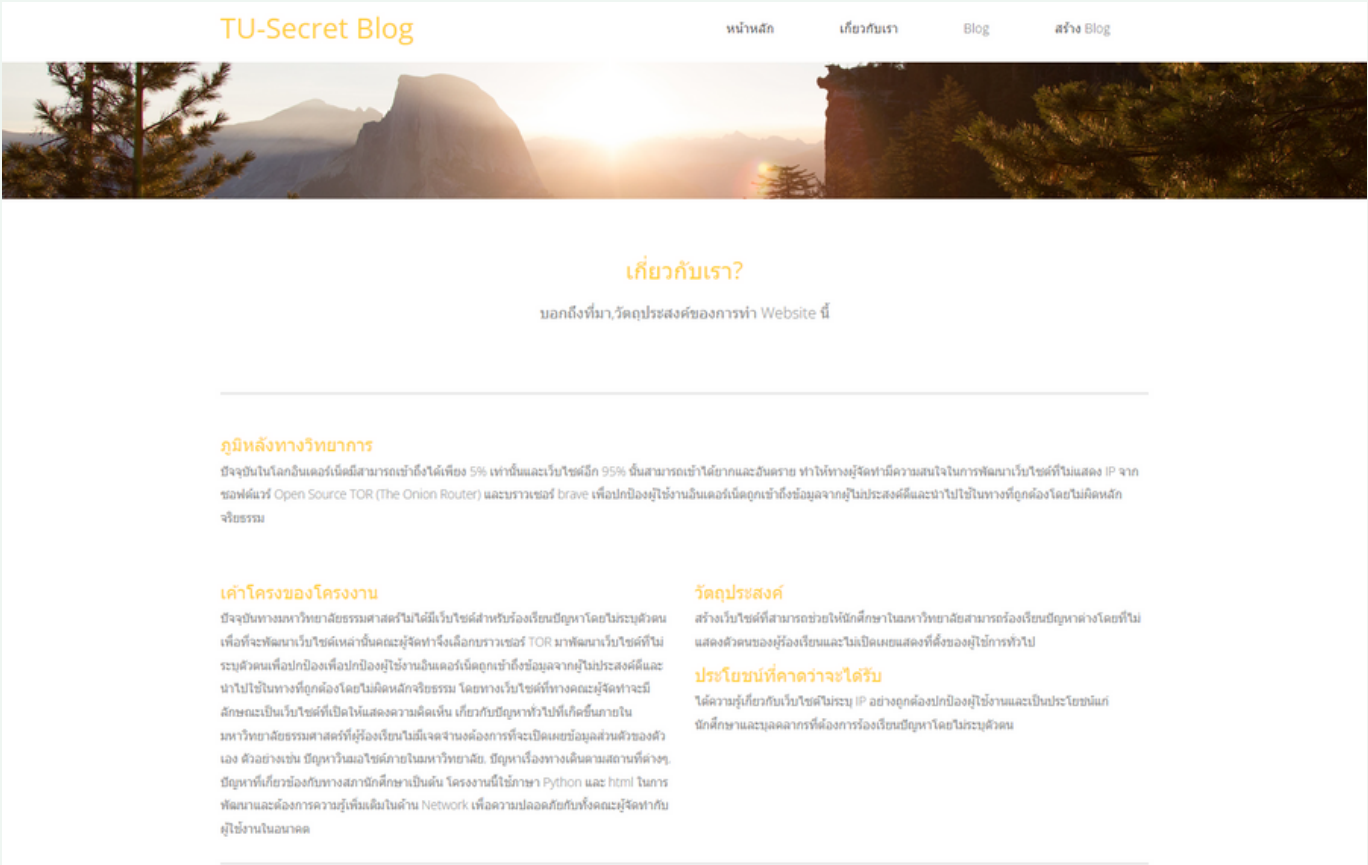 TU-Secret Blog
หน้าหลัก
เกี่ยวกับเรา
Blog
สร้าง Blog
เกี่ยวกับเรา?
บอกถึงที่มา,วัตถุประสงค์ของการทำ Website นี้
ภูมิหลังทางวิทยาการ
ปัจจุบันในโลกอินเตอร์เน็ตมีสามารถเข้าถึงได้เพียง 5% เท่านั้นและเว็บไซต์อีก 95% นั้นสามารถเข้าได้ยากและอันตราย ทำให้ทางผู้จัดทำมีความสนใจในการพัฒนาเว็บไซต์ที่ไม่แสดง IP จาก
ซอฟต์แวร์ Open Source TOR (The Onion Router) และบราวเซอร์ brave เพื่อปกป้องผู้ใช้งานอินเตอร์เน็ตถูกเข้าถึงข้อมูลจากผู้ไม่ประสงค์ดีและนำไปใช้ในทางที่ถูกต้องโดยไม่ผิดหลัก
จริยธรรม
เค้าโครงของโครงงาน
ปัจจุบันทางมหาวิทยาลัยธรรมศาสตร์ไม่ได้มีเว็บไซต์สำหรับร้องเรียนปัญหาโดยไม่ระบุตัวตน
เพื่อที่จะพัฒนาเว็บไซต์เหล่านั้นคณะผู้จัดทำจึงเลือกบราวเซอร์ TOR มาพัฒนาเว็บไซต์ที่ไม่
ระบุตัวตนเพื่อปกป้องเพื่อปกป้องผู้ใช้งานอินเตอร์เน็ตถูกเข้าถึงข้อมูลจากผู้ไม่ประสงค์ดีและ
นำไปใช้ในทางที่ถูกต้องโดยไม่ผิดหลักจริยธรรม โดยทางเว็บไซต์ที่ทางคณะผู้จัดทำจะมี
ลักษณะเป็นเว็บไซต์ที่เปิดให้แสดงความคิดเห็น เกี่ยวกับปัญหาทั่วไปที่เกิดขึ้นภายใน
มหาวิทยาลัยธรรมศาสตร์ที่ผู้ร้องเรียนไม่มีเจตจำนงต้องการที่จะเปิดเผยข้อมูลส่วนตัวของตัว
เอง ตัวอย่างเช่น ปัญหาวินมอไซต์ภายในมหาวิทยาลัย, ปัญหาเรื่องทางเดินตามสถานที่ต่างๆ,
ปัญหาที่เกี่ยวข้องกับทางสภานักศึกษาเป็นต้น โครงงานนี้ใช้ภาษา Python และ html ในการ
พัฒนาและต้องการความรู้เพิ่มเติมในด้าน Network เพื่อความปลอดภัยกับทั้งคณะผู้จัดทำกับ
ผู้ใช้งานในอนาคต
วัตถุประสงค์
สร้างเว็บไซต์ที่สามารถช่วยให้นักศึกษาในมหาวิทยาลัยสามารถร้องเรียนปัญหาต่างโดยที่ไม่
แสดงตัวตนของผู้ร้องเรียนและไม่เปิดเผยแสดงที่ตั้งของผู้ใช้การทั่วไป
ประโยชน์ที่คาดว่าจะได้รับ
ได้ความรู้เกี่ยวกับเว็บไซต์ไม่ระบุ IP อย่างถูกต้องปกป้องผู้ใช้งานและเป็นประโยชน์แก่
นักศึกษาและบุคลากรที่ต้องการร้องเรียนปัญหาโดยไม่ระบุตัวตน